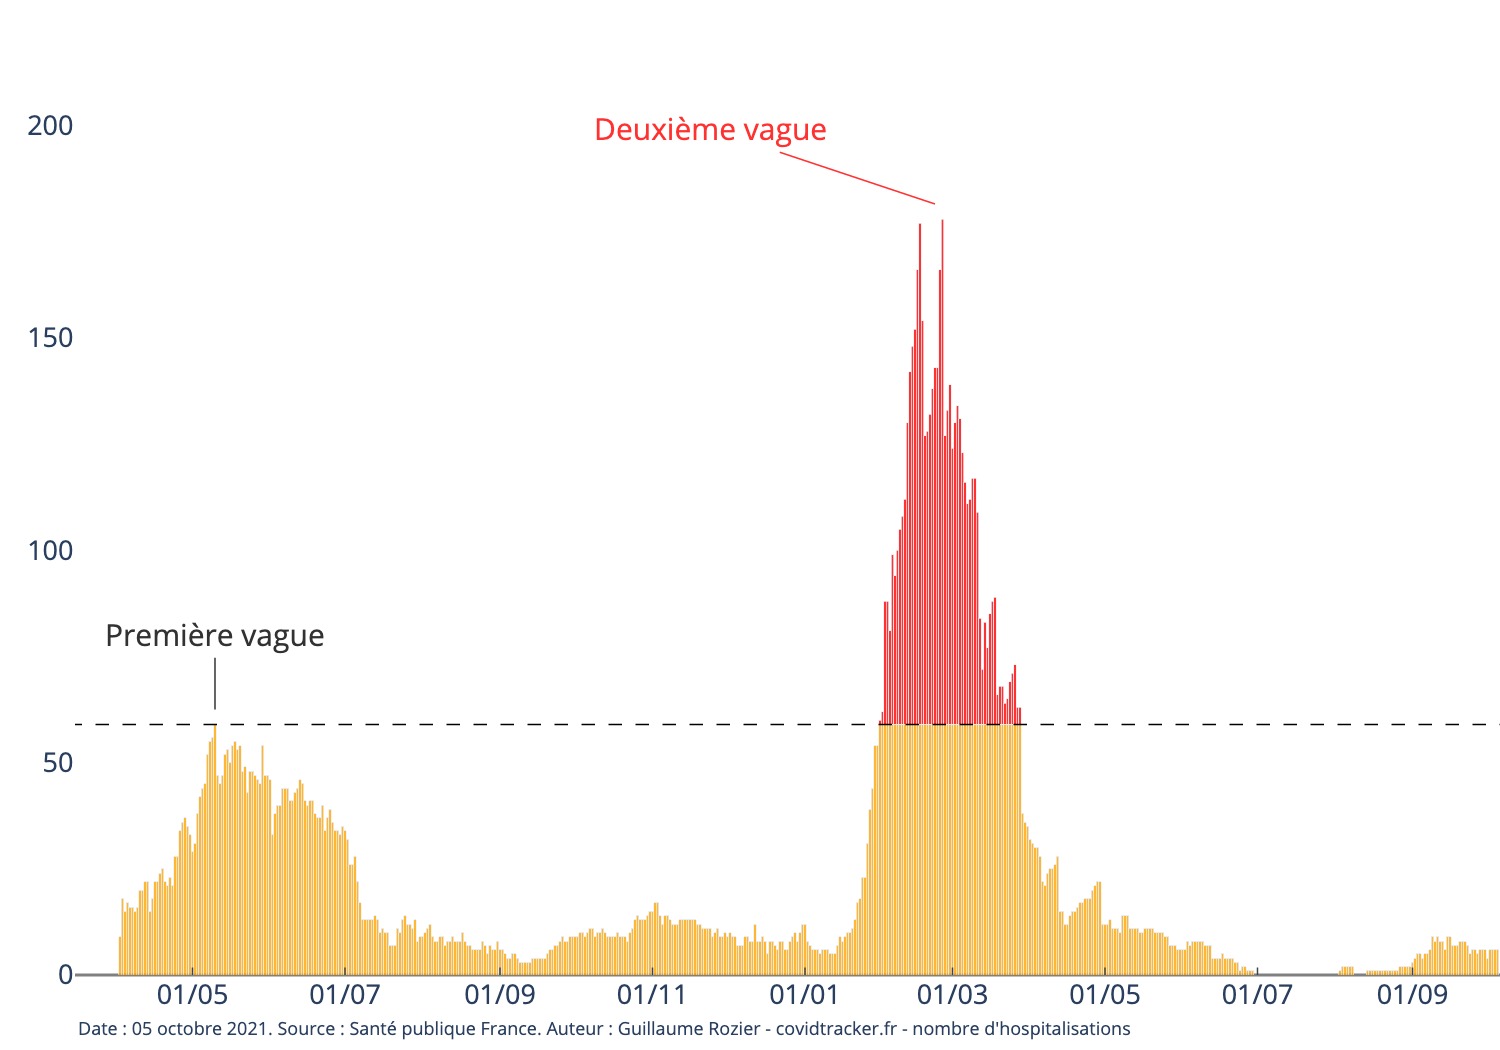 200
Deuxième vague
150
100
Première vague
50
0
01/05 01/07 01/09 01/11 01/01 01/03 01/05 01/07 01/09
Date : 05 octobre 2021. Source : Santé publique France. Auteur : Guillaume Rozier - covidtracker.fr - nombre d'hospitalisations